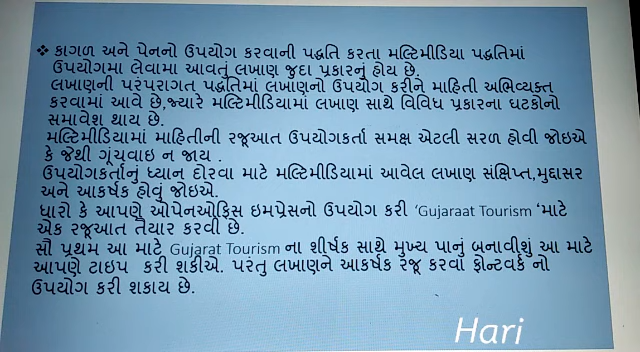 ❖ કાગળ અને પેનનો ઉપયોગ કરવાની પદ્ધતિ કરતા મલ્ટિમીડિયા પદ્ધતિમાં
ઉપયોગમા લેવામા આવતું લખાણ જુદા પ્રકારનું હોય છે.
લખાણની પરંપરાગત પદ્ધતિમાં લખાણનો ઉપયોગ કરીને માહિતી અભિવ્યક્ત
કરવામાં આવે છે,જ્યારે મલ્ટિમીડિયામાં લખાણ સાથે વિવિધ પ્રકારના ઘટકોનો
સમાવેશ થાય છે.
મલ્ટિમીડિયામાં માહિતીની રજૂઆત ઉપયોગકર્તા સમક્ષ એટલી સરળ હોવી જોઇએ
કે જેથી ગૂંચવાઇ ન જાય .
ઉપયોગકર્તાનું ધ્યાન દોરવા માટે મલ્ટિમીડિયામાં આવેલ લખાણ સંક્ષિપ્ત,મુદ્દાસર
અને આકર્ષક હોવું જોઇએ.
ધારો કે આપણે ઓપેનઓફિસ ઇમપ્રેસનો ઉપયોગ કરી ‘Gujaraat Tourism ‘માટે
એક રજૂઆત તૈયાર કરવી છે.
સૌ પ્રથમ આ માટે Gujarat Tourism ના શીર્ષક સાથે મુખ્ય પાનું બનાવીશું આ માટે
આપણે ટાઇપ કરી શકીએ. પરંતુ લખાણને આકર્ષક રજૂ કરવા ફોન્ટવર્ક નો
ઉપયોગ કરી શકાય છે.
Hari